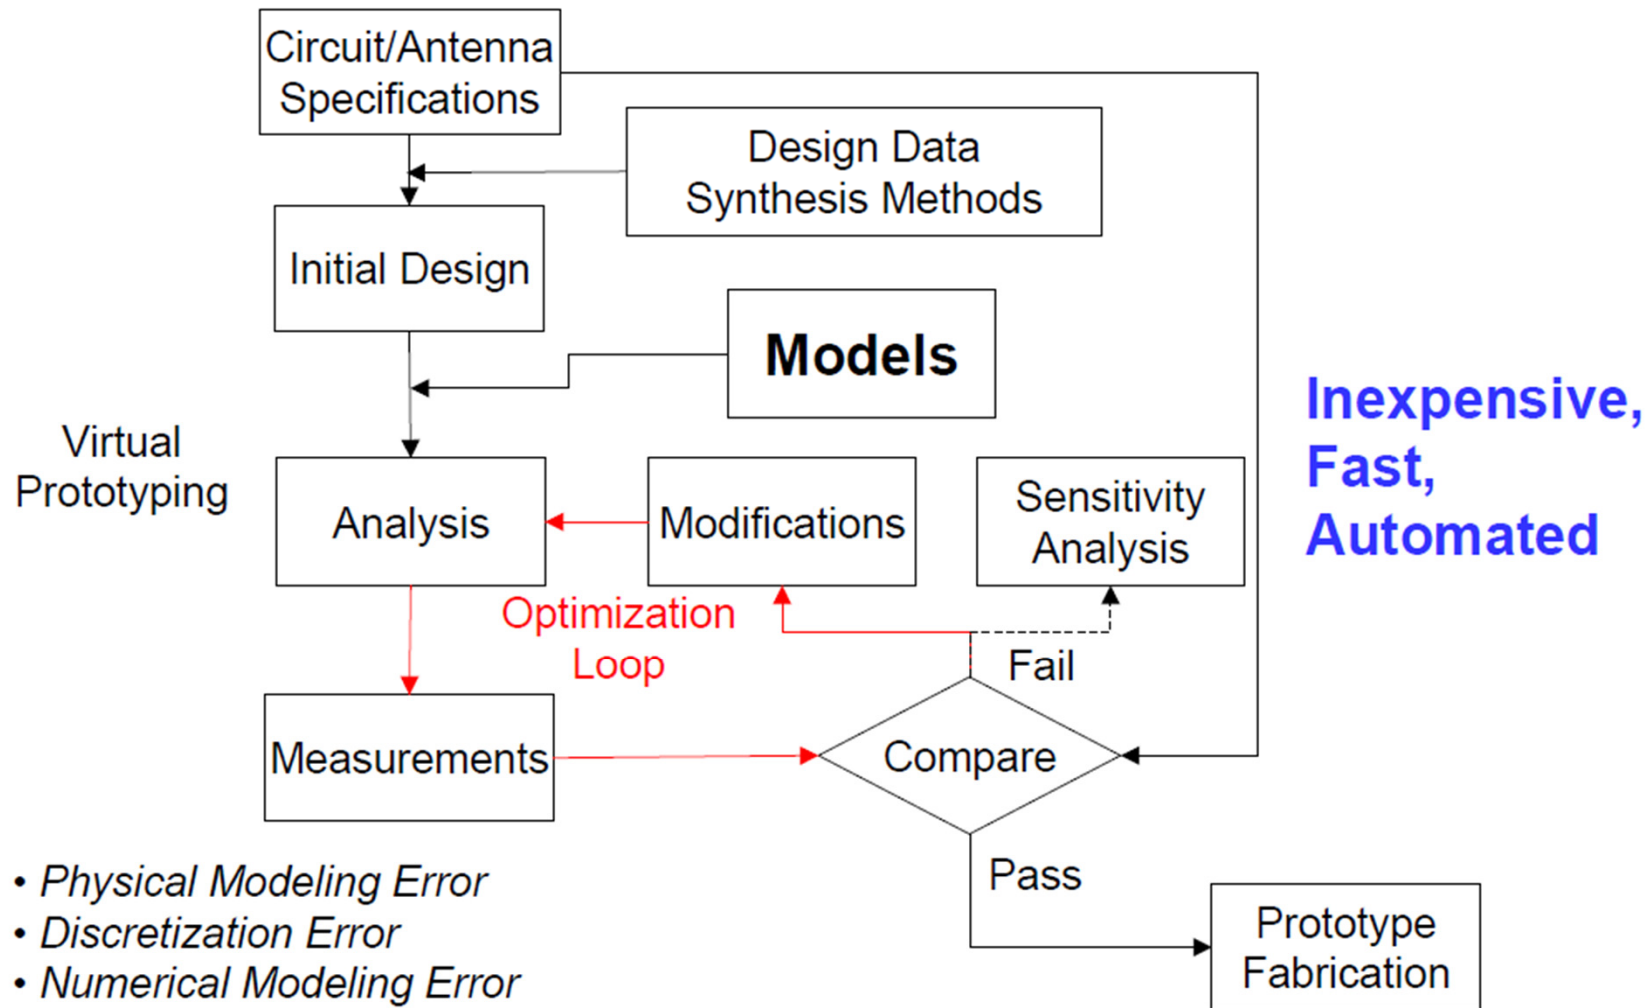 Circuit/Antenna
Specifications
Design Data
Synthesis Methods
Initial Design
Models
Inexpensive,
Fast,
Automated
Virtual
Prototyping
Analysis
Modifications
Sensitivity
Analysis
Optimization
Loop
Fail
Measurements
Compare
Pass
• Physical Modeling Error
• Discretization Error
• Numerical Modeling Error
Prototype
Fabrication